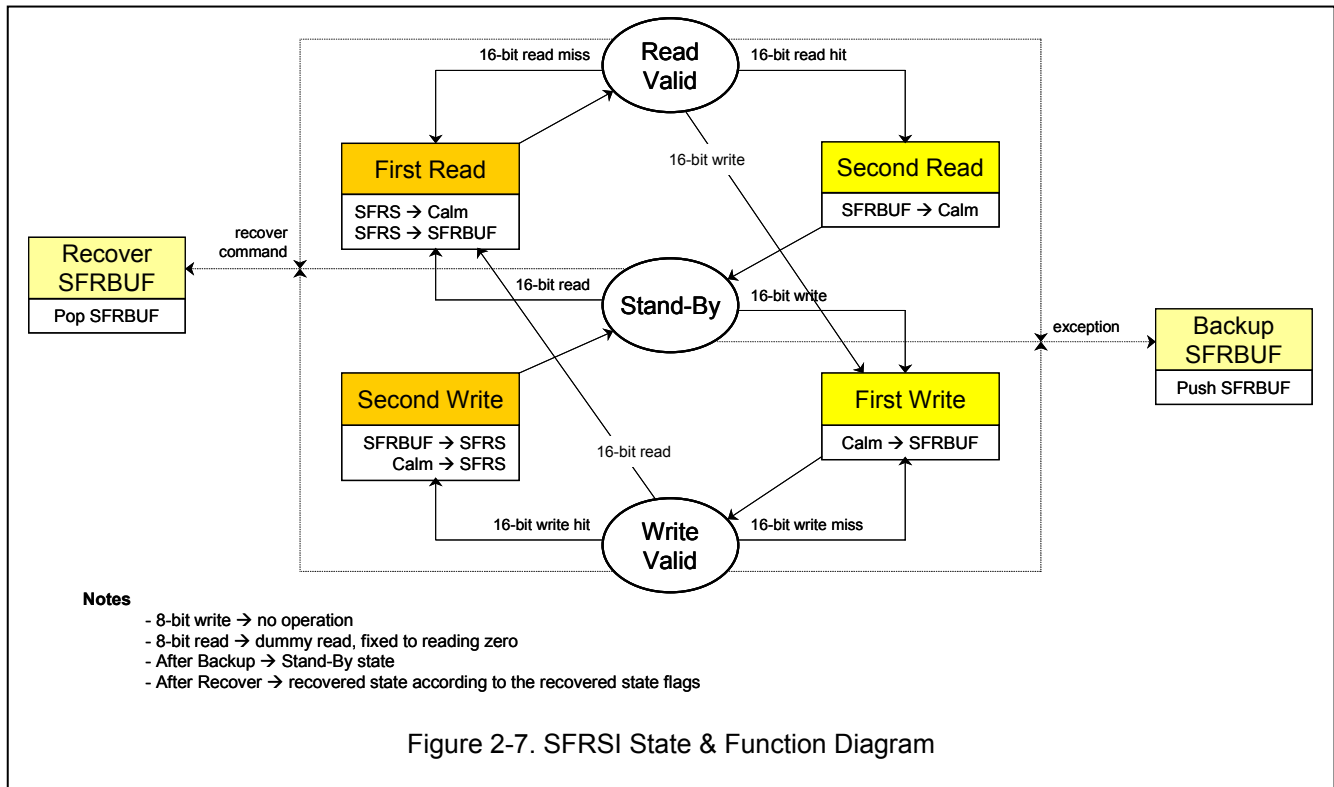 Read
Valid
16-bit read miss
16-bit read hit
16-bit write
First Read
SFRS → Calm
SFRS → SFRBUF
Second Read
SFRBUF → Calm
recover
command
Recover
SFRBUF
Pop SFRBUF
Stand-By
16-bit read
16-bit write
exception
Backup
SFRBUF
Push SFRBUF
Second Write
SFRBUF → SFRS
Calm → SFRS
First Write
Calm → SFRBUF
16-bit read
Write
Valid
16-bit write hit
16-bit write miss
Notes
- 8-bit write → no operation
- 8-bit read → dummy read, fixed to reading zero
- After Backup → Stand-By state
- After Recover → recovered state according to the recovered state flags
Figure 2-7. SFRSI State & Function Diagram